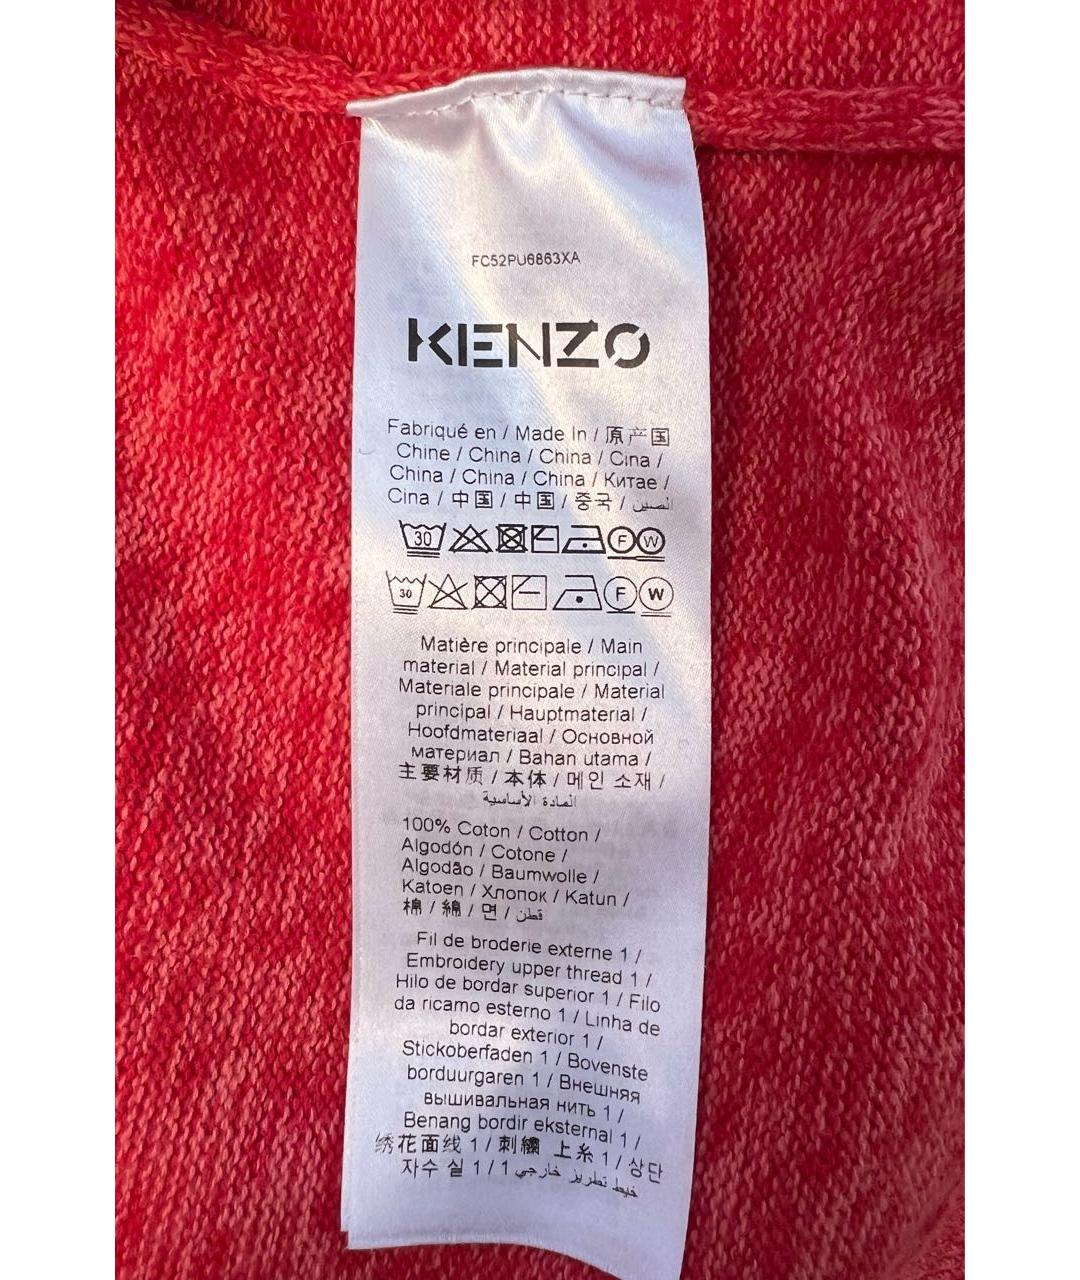 FC52PU6863XA
KENZO
Fabriqué en / Made In / 原产国
Chine / China / China / Cina /
China / China / China / Китае /
Cina / 中国 / 中国 / 중국 / الصين
30 F W
30 F W
Matière principale / Main
material / Material principal /
Materiale principale / Material
principal / Hauptmaterial /
Hoofdmateriaal / Основной
материал / Bahan utama /
主要材质 / 本体 / 메인 소재 /
المادة الأساسية
100% Coton / Cotton /
Algodón / Cotone /
Algodão / Baumwolle /
Katoen / Хлопок / Katun /
棉 / 綿 / 면 / قطن
Fil de broderie externe 1 /
Embroidery upper thread 1 /
Hilo de bordar superior 1 / Filo
da ricamo esterno 1 / Linha de
bordar exterior 1 /
Stickoberfaden 1 / Bovenste
borduurgaren 1 / Внешняя
вышивальная нить 1 /
Benang bordir eksternal 1 /
绣花面线 1 / 刺繍 上糸 1 / 상단
자수 실 1 / 1 خيط تطريز خارجي